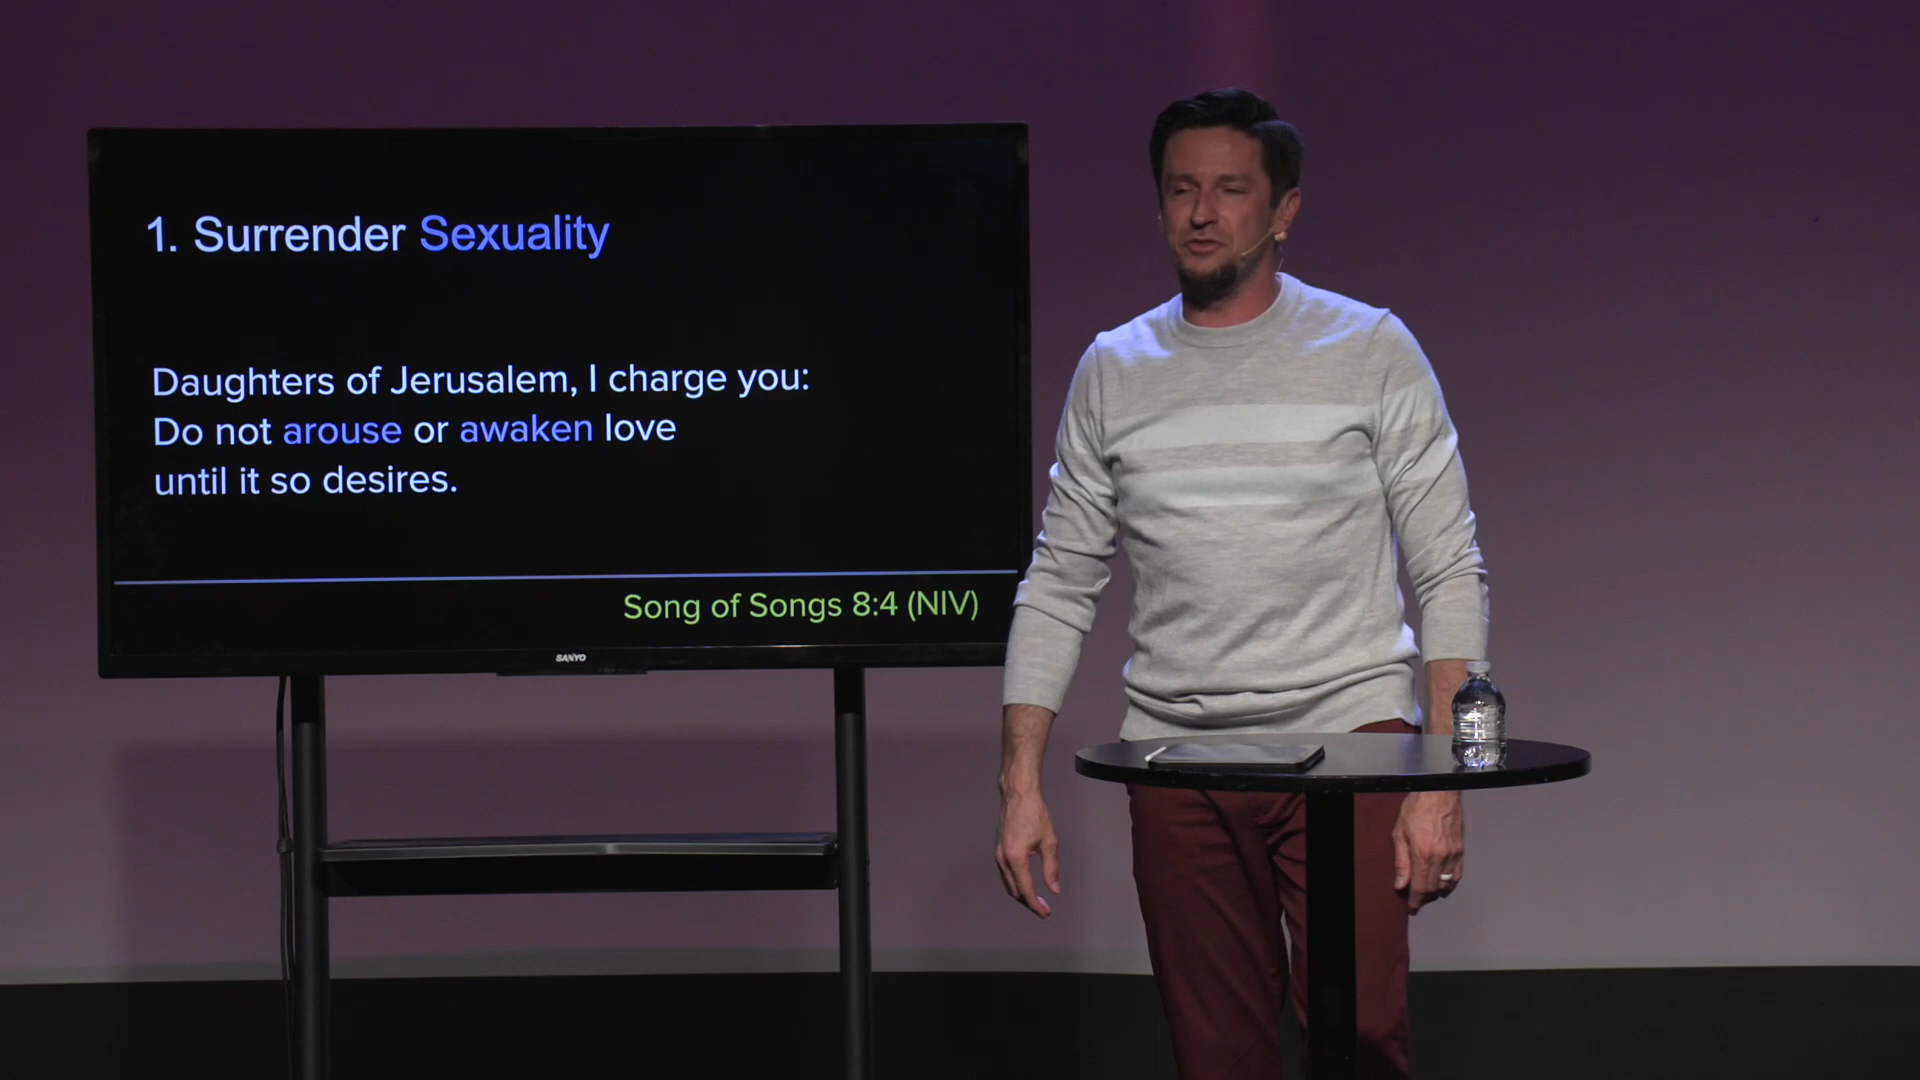 1. Surrender Sexuality
Daughters of Jerusalem, I charge you:
Do not arouse or awaken love
until it so desires.
Song of Songs 8:4 (NIV)
SANYO